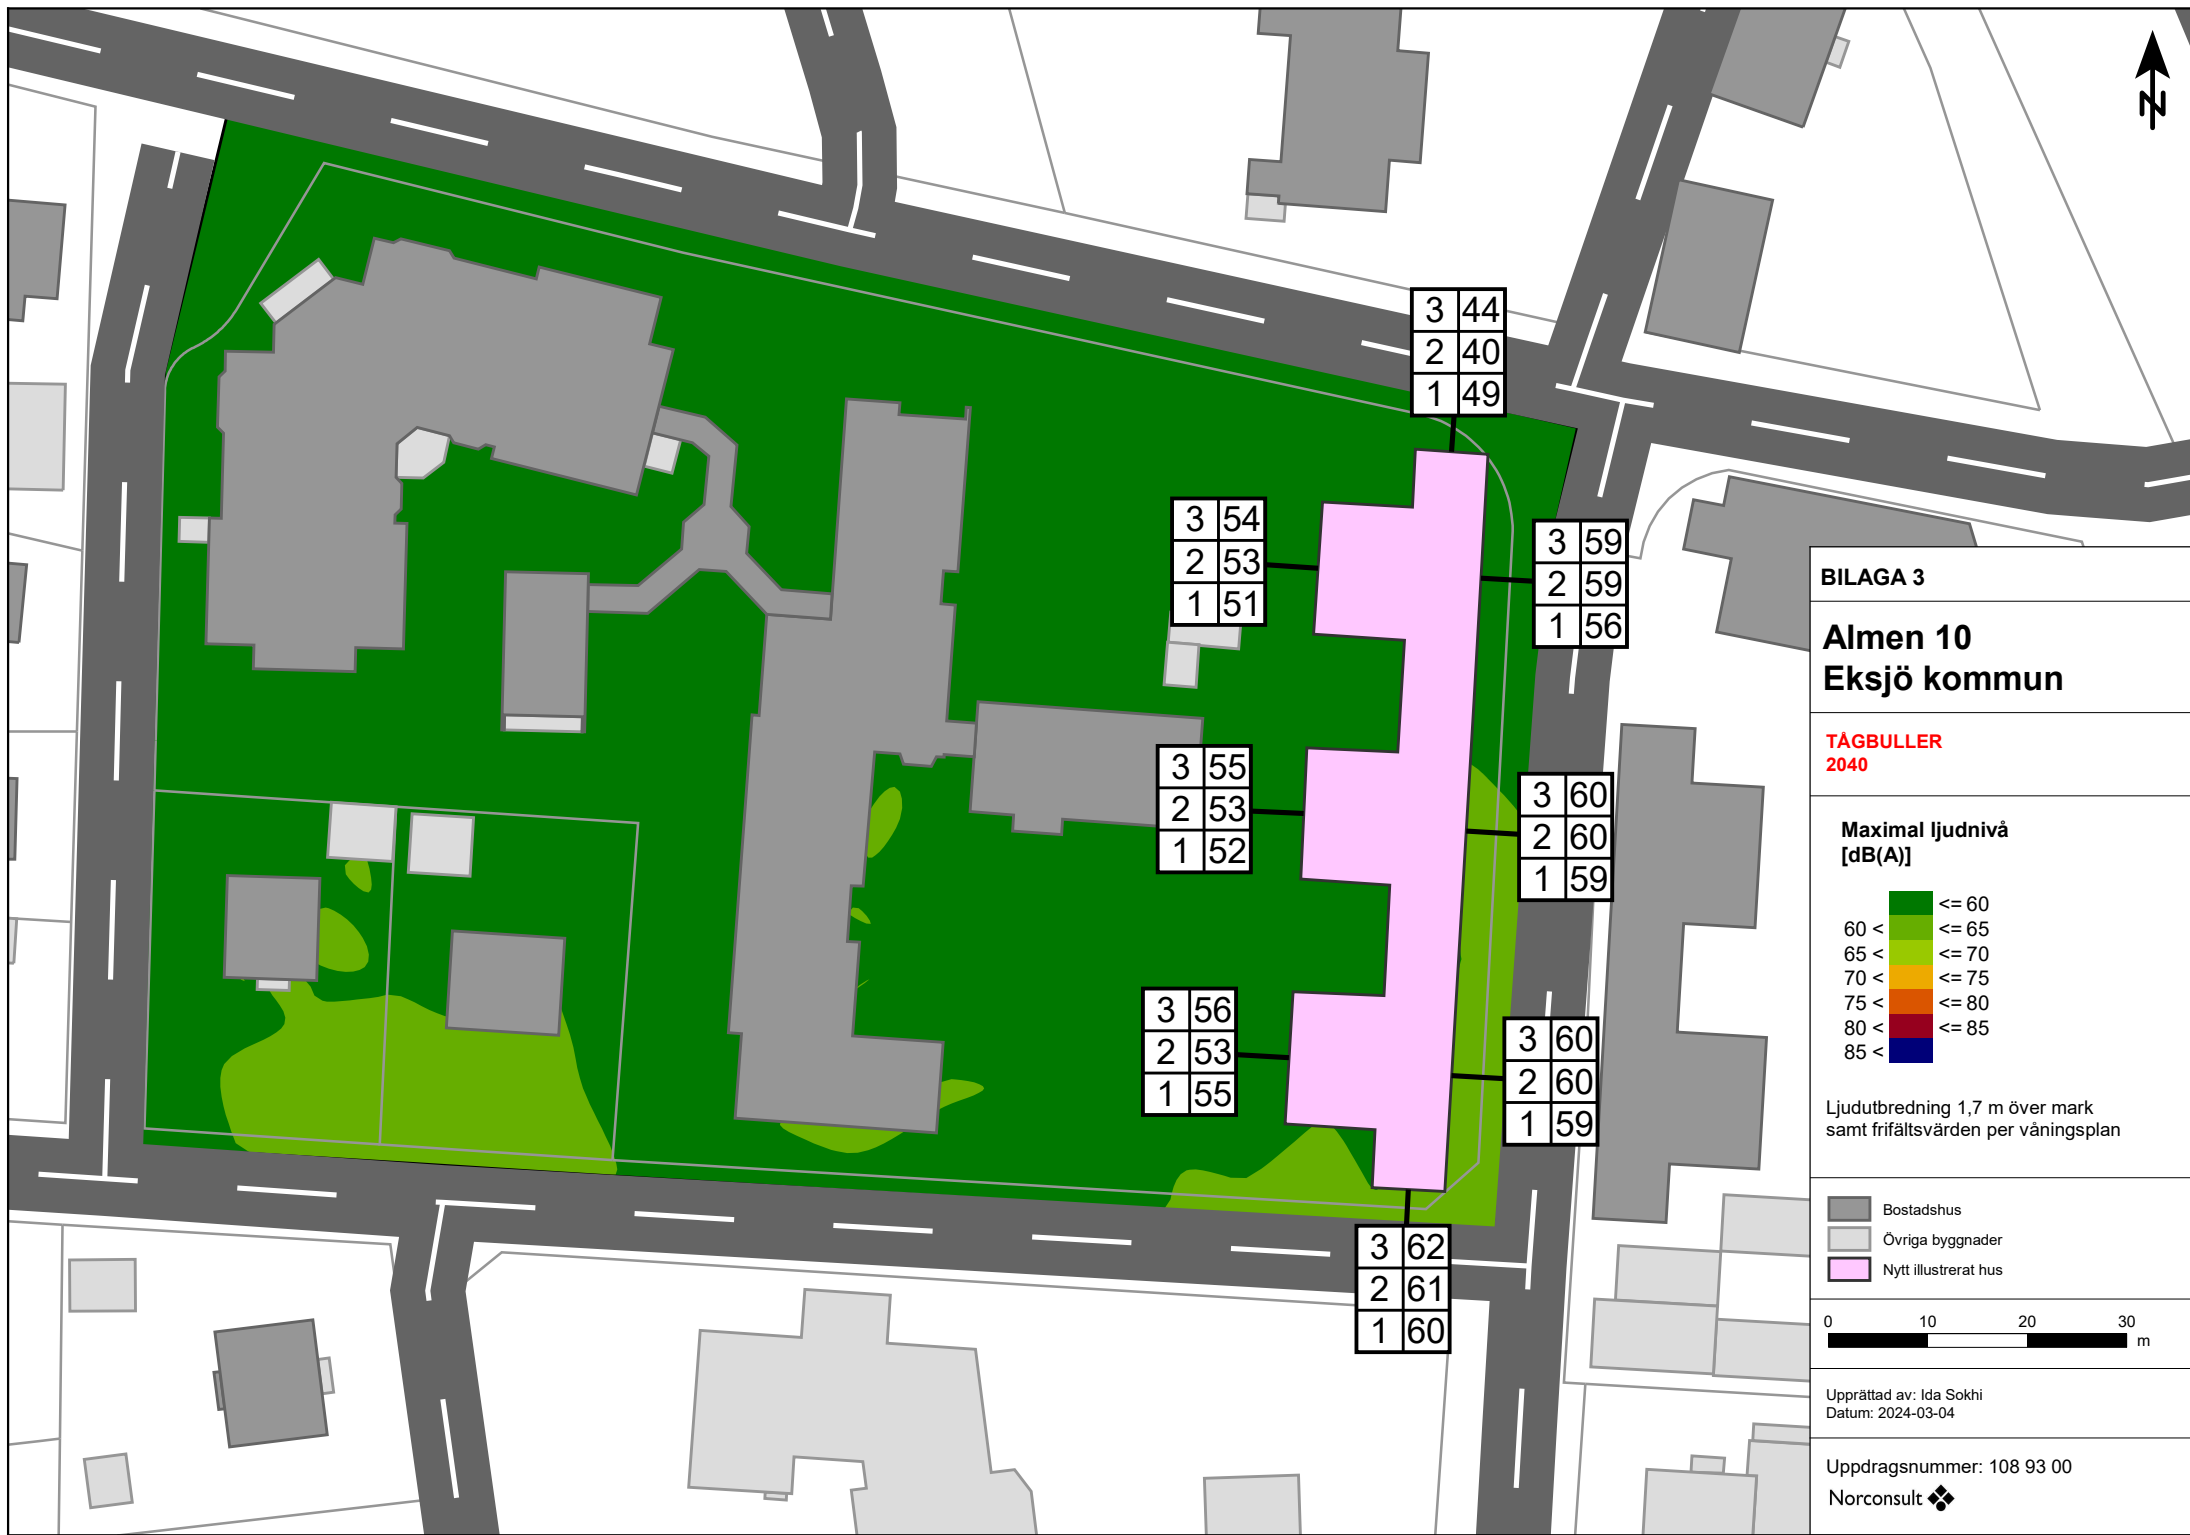 3 44
2 40
1 49
3 54
2 53
1 51
3 59
2 59
1 56
3 55
2 53
1 52
3 60
2 60
1 59
3 56
2 53
1 55
3 60
2 60
1 59
3 62
2 61
1 60
N
BILAGA 3
Almen 10
Eksjö kommun
TÅGBULLER
2040
Maximal ljudnivå
[dB(A)]
<= 60
60 < <= 65
65 < <= 70
70 < <= 75
75 < <= 80
80 < <= 85
85 <
Ljudutbredning 1,7 m över mark
samt frifältsvärden per våningsplan
Bostadshus
Övriga byggnader
Nytt illustrerat hus
0 10 20 30
m
Upprättad av: Ida Sokhi
Datum: 2024-03-04
Uppdragsnummer: 108 93 00
Norconsult